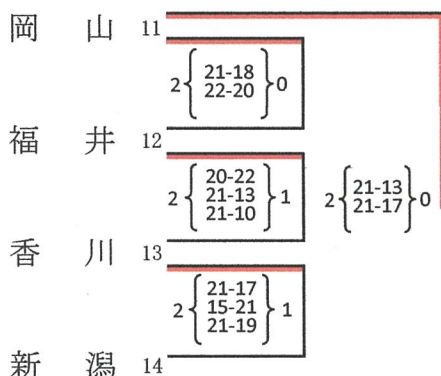 岡 山 11
2 { 21-18 } 0
22-20
福 井 12
2 { 20-22 } 1
21-13
21-10
2 { 21-13 } 0
21-17
香 川 13
2 { 21-17 } 1
15-21
21-19
新 潟 14